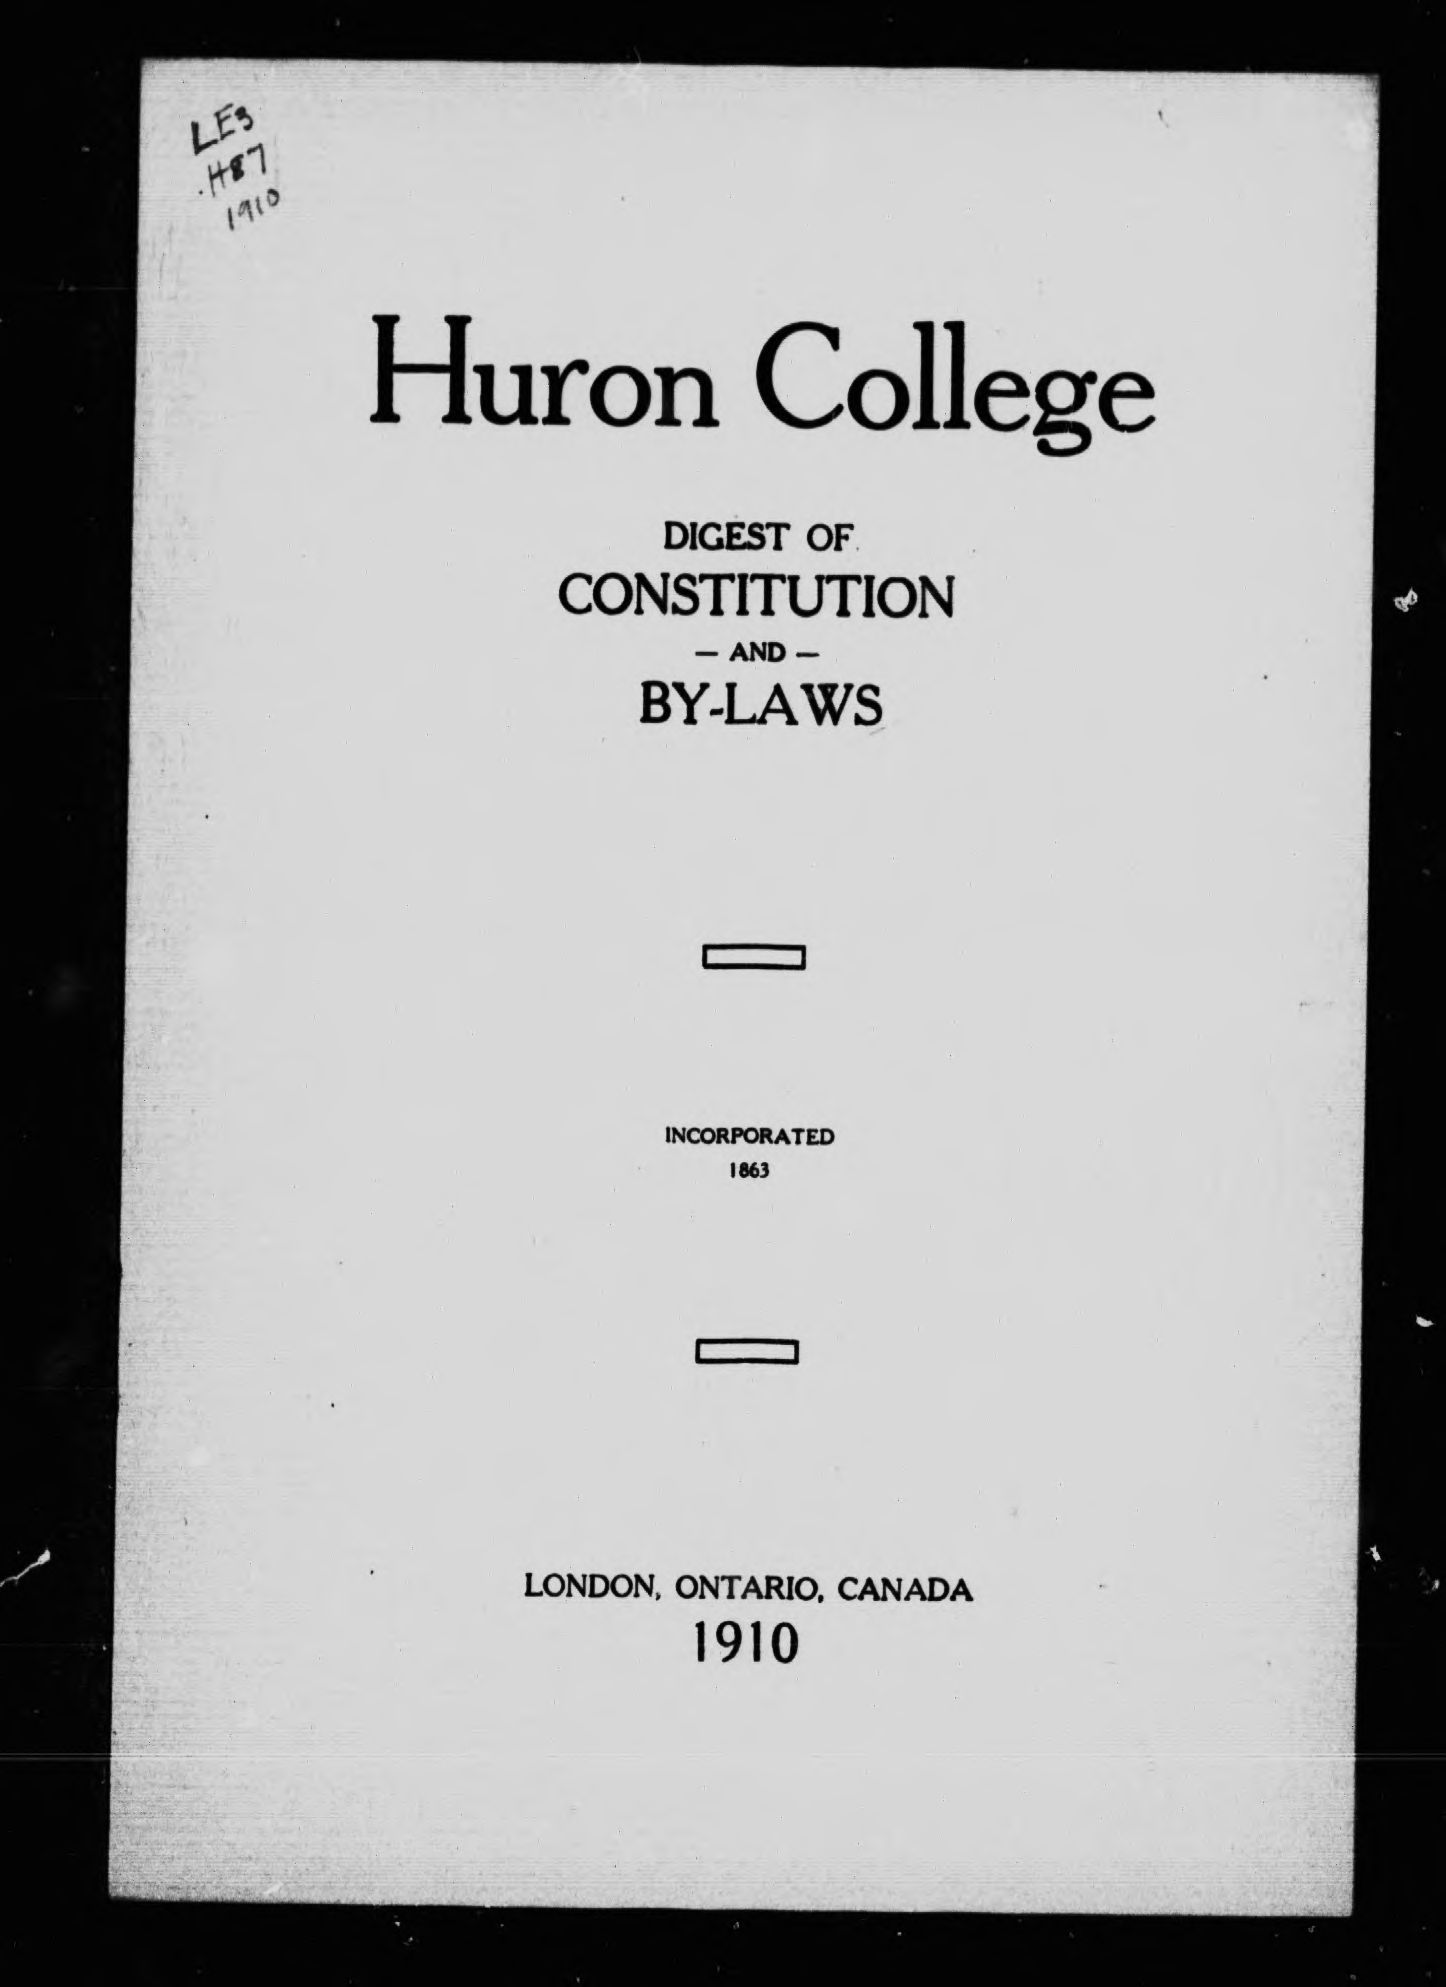 LE3
.H87
1910
Huron College
DIGEST OF
CONSTITUTION
— AND —
BY-LAWS
INCORPORATED
1863
LONDON, ONTARIO, CANADA
1910